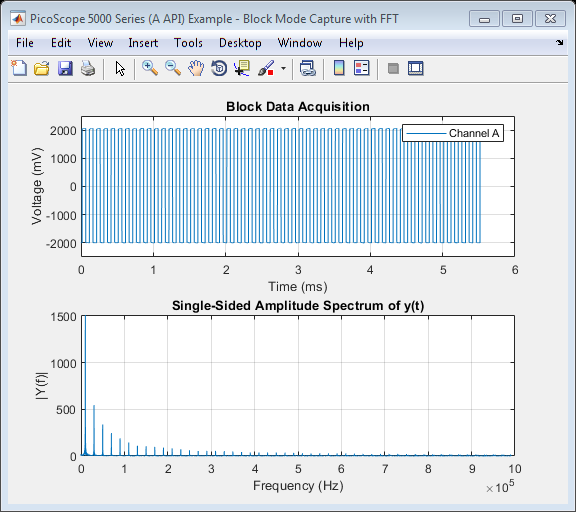 PicoScope 5000 Series (A API) Example - Block Mode Capture with FFT
File Edit View Insert Tools Desktop Window Help
Block Data Acquisition
Channel A
2000
1000
0
-1000
-2000
Voltage (mV)
0 1 2 3 4 5 6
Time (ms)
Single-Sided Amplitude Spectrum of y(t)
1500
1000
500
0
|Y(f)|
0 1 2 3 4 5 6 7 8 9 10
Frequency (Hz)
×10⁵